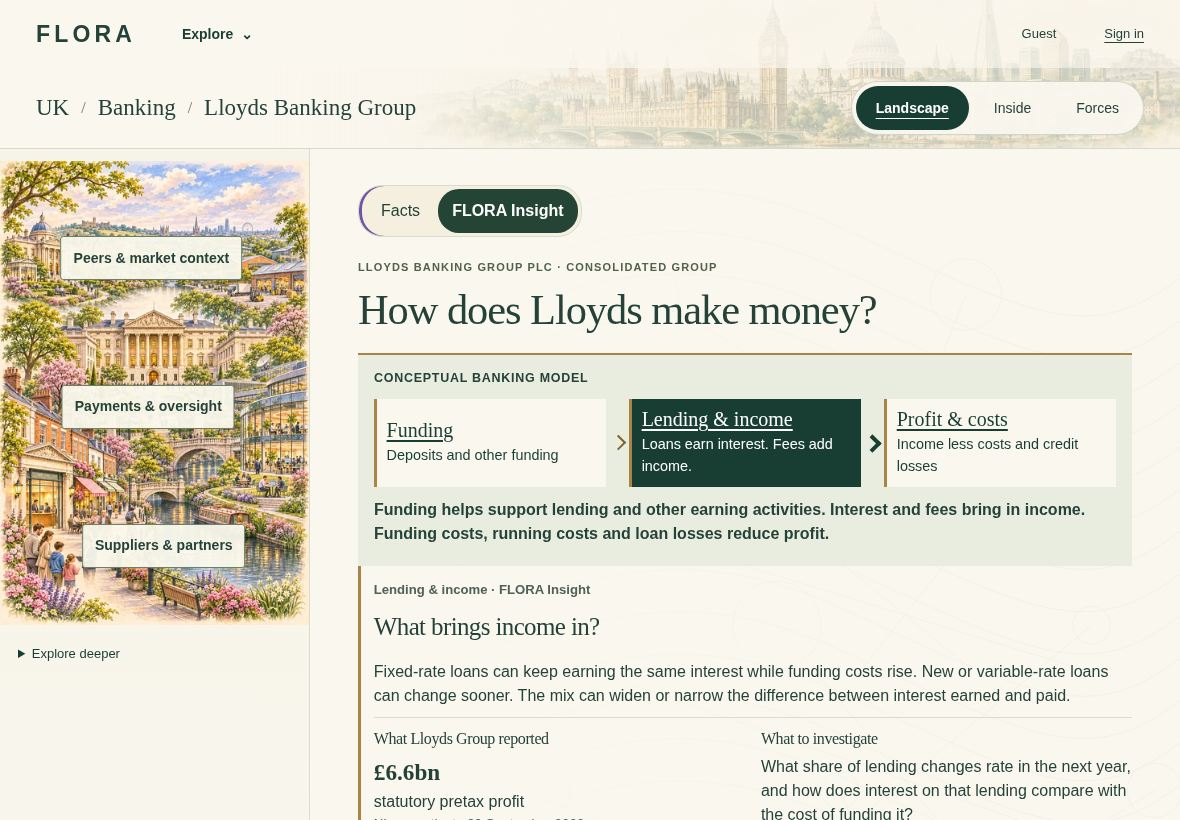 FLORA
Explore
Guest
Sign in
UK / Banking / Lloyds Banking Group
Landscape
Inside
Forces
Peers & market context
Payments & oversight
Suppliers & partners
Explore deeper
Facts
FLORA Insight
LLOYDS BANKING GROUP PLC · CONSOLIDATED GROUP
How does Lloyds make money?
CONCEPTUAL BANKING MODEL
Funding
Deposits and other funding
Lending & income
Loans earn interest. Fees add
income.
Profit & costs
Income less costs and credit
losses
Funding helps support lending and other earning activities. Interest and fees bring in income.
Funding costs, running costs and loan losses reduce profit.
Lending & income · FLORA Insight
What brings income in?
Fixed-rate loans can keep earning the same interest while funding costs rise. New or variable-rate loans
can change sooner. The mix can widen or narrow the difference between interest earned and paid.
What Lloyds Group reported
£6.6bn
statutory pretax profit
What to investigate
What share of lending changes rate in the next year,
and how does interest on that lending compare with
the cost of funding it?